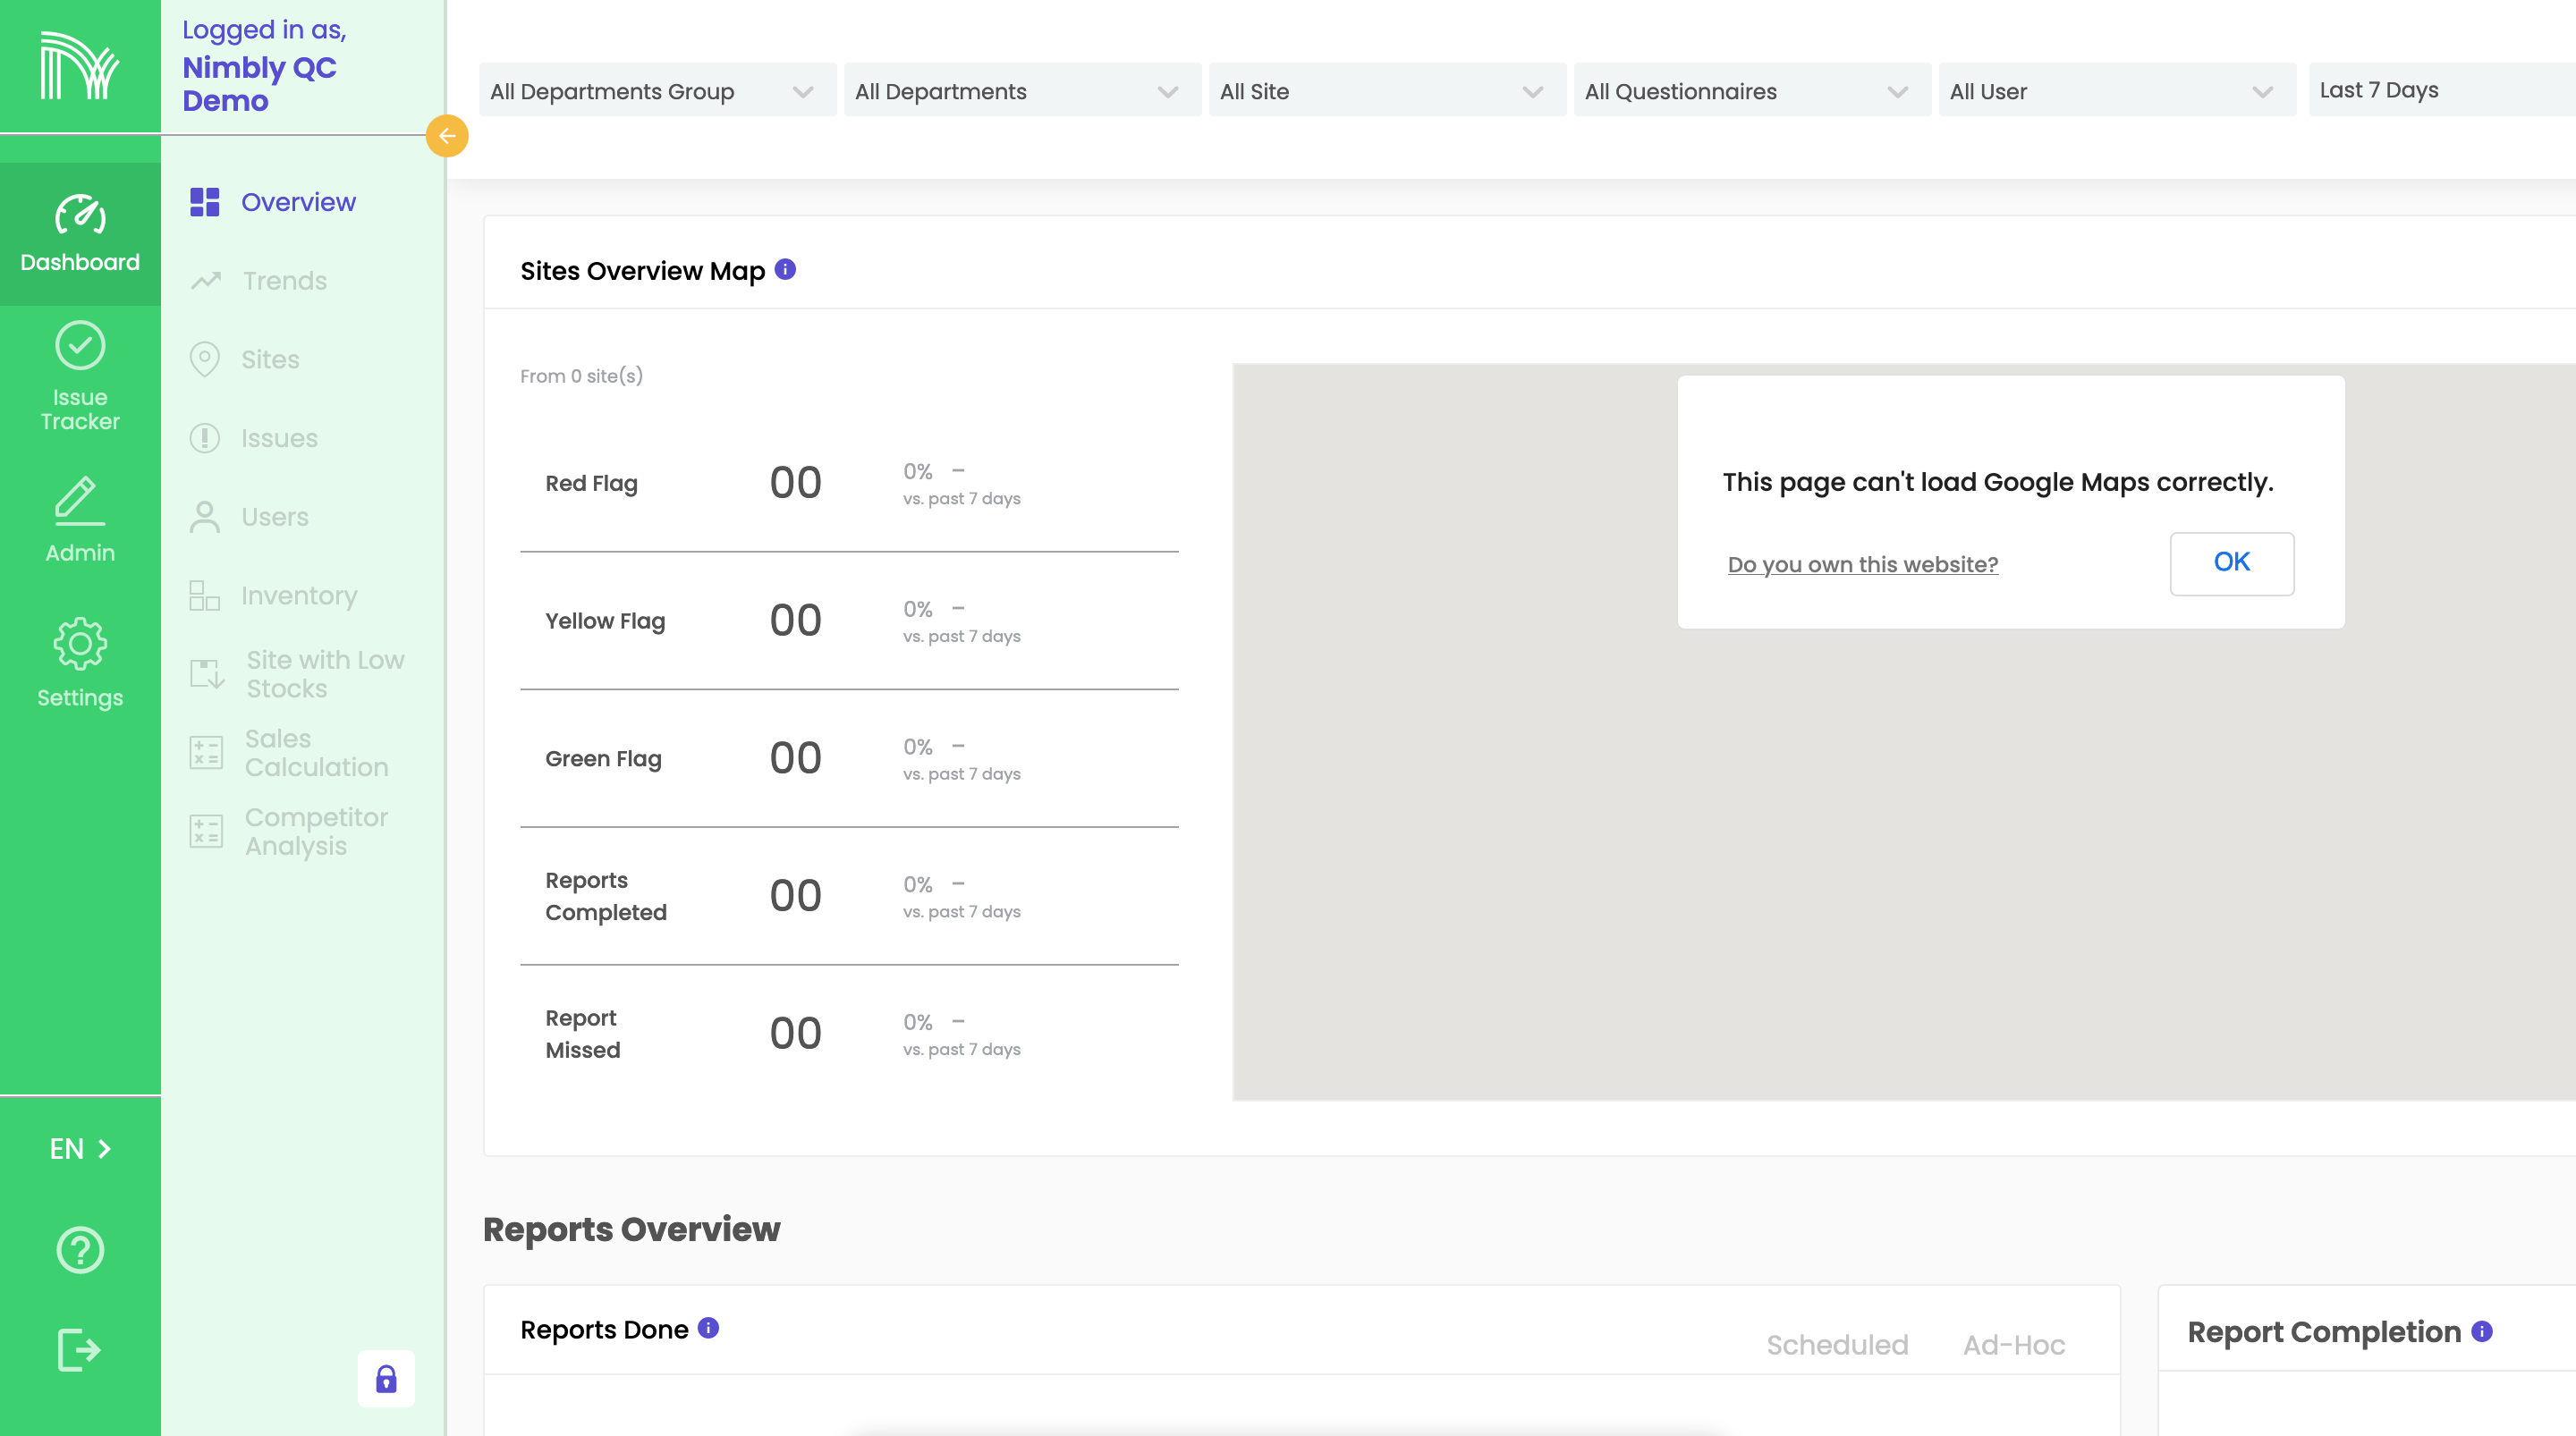 Logged in as,
Nimbly QC
Demo
Dashboard
Issue
Tracker
Admin
Settings
EN
Overview
Trends
Sites
Issues
Users
Inventory
Site with Low
Stocks
Sales
Calculation
Competitor
Analysis
All Departments Group
All Departments
All Site
All Questionnaires
All User
Last 7 Days
Sites Overview Map
From 0 site(s)
Red Flag
00
0% –
vs. past 7 days
Yellow Flag
00
0% –
vs. past 7 days
Green Flag
00
0% –
vs. past 7 days
Reports
Completed
00
0% –
vs. past 7 days
Report
Missed
00
0% –
vs. past 7 days
This page can't load Google Maps correctly.
Do you own this website?
OK
Reports Overview
Reports Done
Scheduled
Ad-Hoc
Report Completion